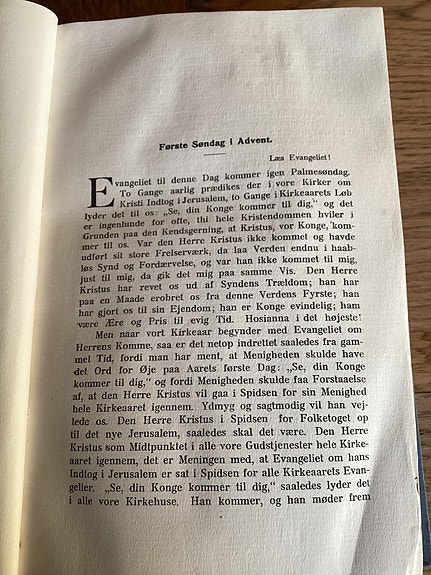 Første Søndag i Advent.
Læs Evangeliet!
Evangeliet til denne Dag kommer igen Palmesøndag.
To Gange aarlig prædikes der i vore Kirker om
Kristi Indtog i Jerusalem, to Gange i Kirkeaarets Løb
lyder det til os: „Se, din Konge kommer til dig,“ og det
er ingenlunde for ofte, thi hele Kristendommen hviler i
Grunden paa den Kendsgerning, at Kristus, vor Konge, kom-
mer til os. Var den Herre Kristus ikke kommet og havde
udført sit store Frelserværk, da laa Verden endnu i haab-
løs Synd og Fordærvelse, og var han ikke kommet til mig,
just til mig, da gik det mig paa samme Vis. Den Herre
Kristus har revet os ud af Syndens Trældom; han har
paa en Maade erobret os fra denne Verdens Fyrste; han
har gjort os til sin Ejendom; han er Konge evindelig; ham
være Ære og Pris til evig Tid. Hosianna i det højeste!
Men naar vort Kirkeaar begynder med Evangeliet om
Herrens Komme, saa er det netop indrettet saaledes fra gam-
mel Tid, fordi man har ment, at Menigheden skulde have
det Ord for Øje paa Aarets første Dag: „Se, din Konge
kommer til dig,“ og fordi Menigheden skulde faa Forstaaelse
af, at den Herre Kristus vil gaa i Spidsen for sin Menighed
hele Kirkeaaret igennem. Ydmyg og sagtmodig vil han vej-
lede os. Den Herre Kristus i Spidsen for Folketoget op
til det nye Jerusalem, saaledes skal det være. Den Herre
Kristus som Midtpunktet i alle vore Gudstjenester hele Kirke-
aaret igennem, det er Meningen med, at Evangeliet om hans
Indtog i Jerusalem er sat i Spidsen for alle Kirkeaarets Evan-
gelier. „Se, din Konge kommer til dig,“ saaledes lyder det
i alle vore Kirkehuse. Han kommer, og han møder frem